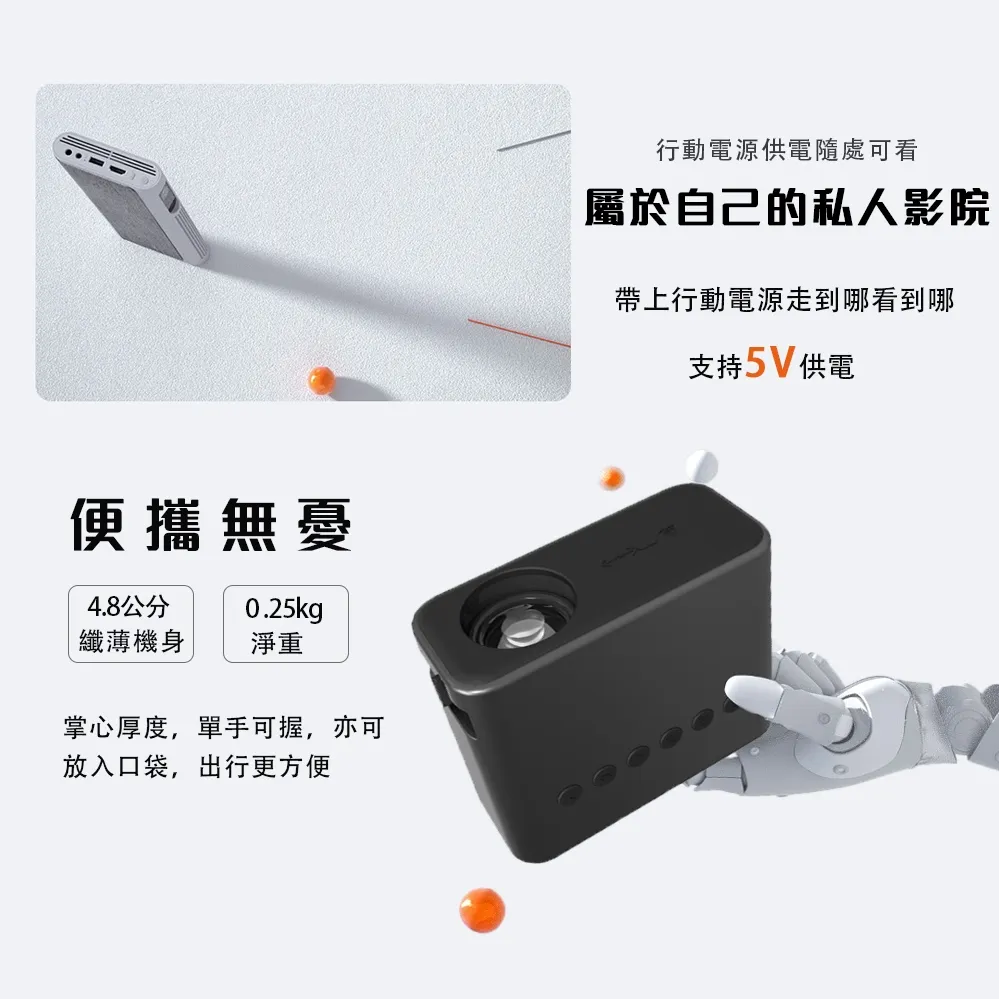 行動電源供電隨處可看
屬於自己的私人影院
帶上行動電源走到哪看到哪
支持5V供電
便攜無憂
4.8公分
纖薄機身
0.25kg
淨重
掌心厚度，單手可握，亦可
放入口袋，出行更方便